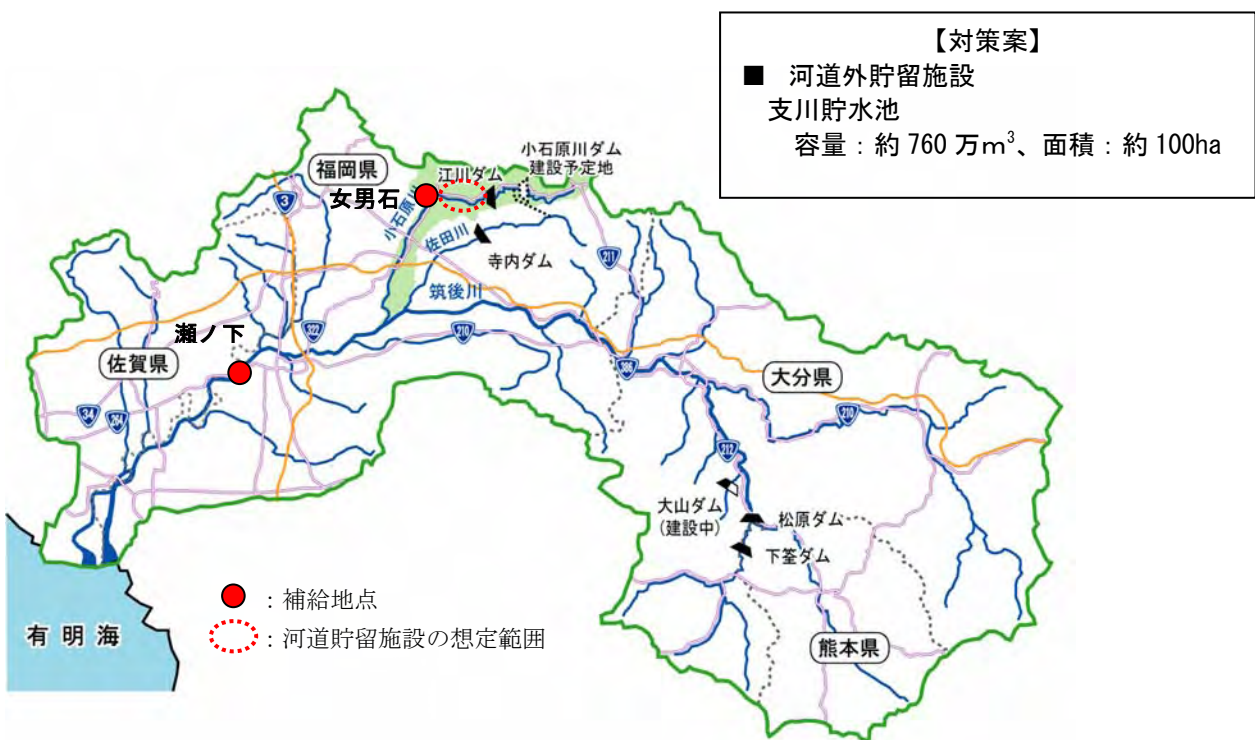 【対策案】
■ 河道外貯留施設
支川貯水池
容量:約 760 万m³、面積:約 100ha
小石原川ダム
建設予定地
福岡県
江川ダム
女男石
3
小石原川
佐田川
寺内ダム
211
筑後川
瀬ノ下
322
210
佐賀県
386
大分県
34
264
210
212
大山ダム
(建設中)
松原ダム
下筌ダム
:補給地点
有明海
:河道貯留施設の想定範囲
熊本県